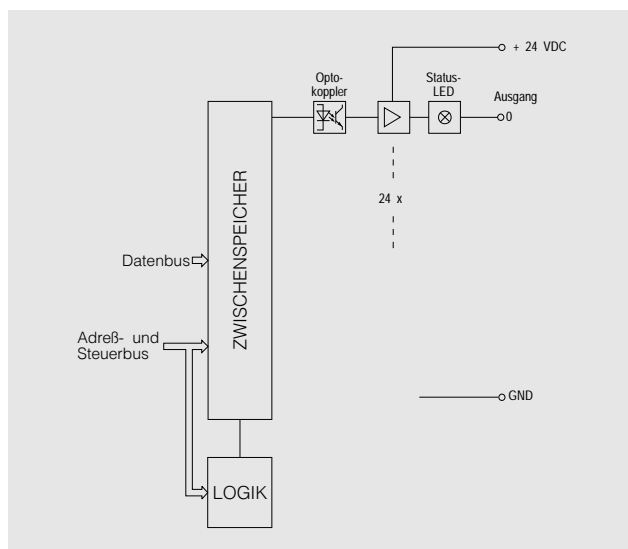 + 24 VDC
Opto-
koppler
Status-
LED
Ausgang
0
24 x
ZWISCHENSPEICHER
Datenbus
Adreß- und
Steuerbus
GND
LOGIK